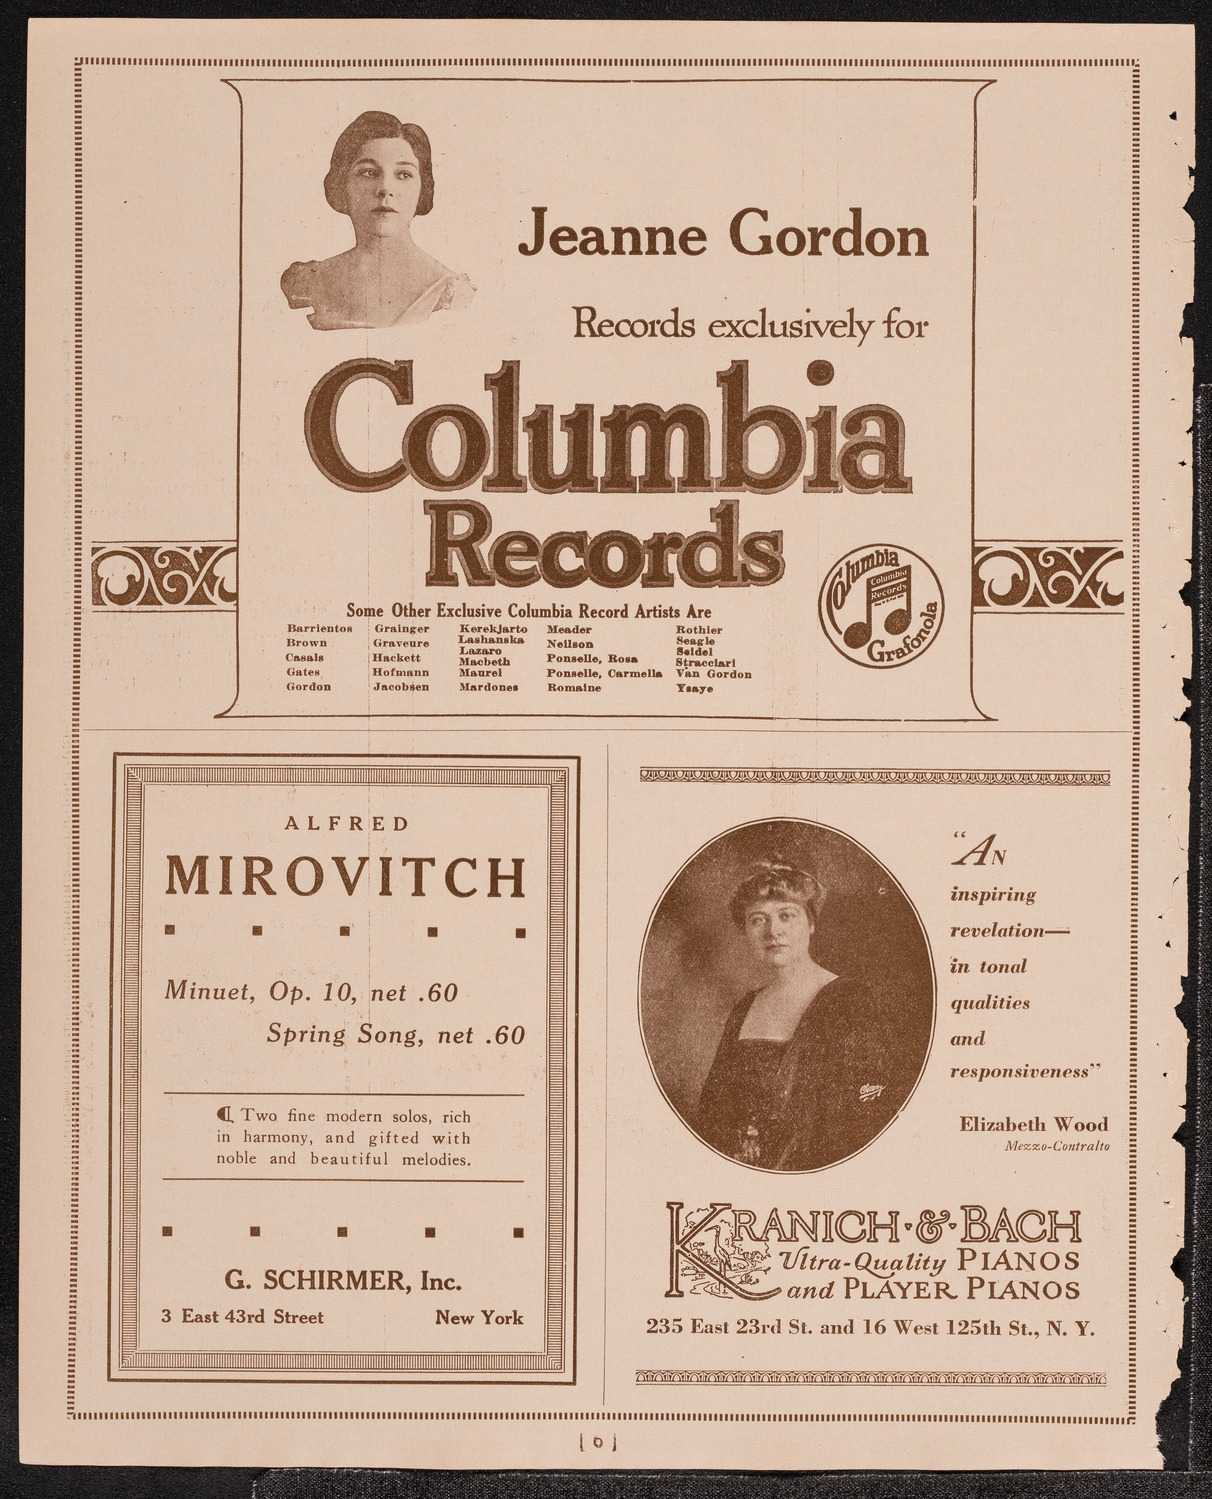 Jeanne Gordon
Records exclusively for
Columbia
Records
Columbia
Columbia
Records
Grafonola
Some Other Exclusive Columbia Record Artists Are
Barrientos
Brown
Casals
Gates
Gordon
Grainger
Graveure
Hackett
Hofmann
Jacobsen
Kerekjarto
Lashanska
Lazaro
Macbeth
Maurel
Mardones
Meader
Neilson
Ponselle, Rosa
Ponselle, Carmella
Romaine
Rothier
Seagle
Seidel
Stracciari
Van Gordon
Ysaye
ALFRED
MIROVITCH
Minuet, Op. 10, net .60
Spring Song, net .60
¶ Two fine modern solos, rich
in harmony, and gifted with
noble and beautiful melodies.
G. SCHIRMER, Inc.
3 East 43rd Street New York
“AN
inspiring
revelation—
in tonal
qualities
and
responsiveness”
Elizabeth Wood
Mezzo-Contralto
KRANICH·&·BACH
Ultra-Quality PIANOS
and PLAYER PIANOS
235 East 23rd St. and 16 West 125th St., N. Y.
[ 6 ]